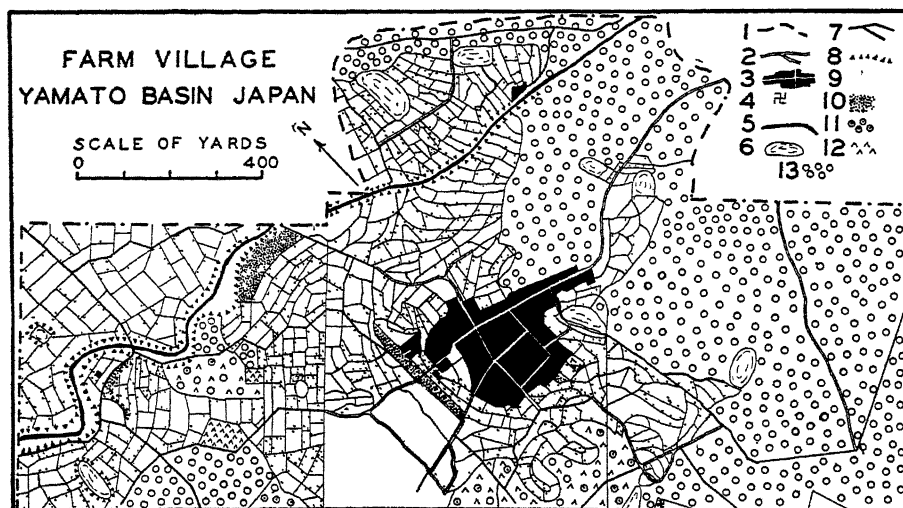 FARM VILLAGE
YAMATO BASIN JAPAN
SCALE OF YARDS
0 400
N
1 7
2 8
3 9
4 卍 10
5 11
6 12
13